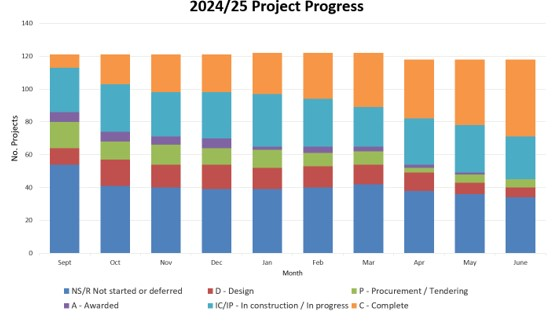 2024/25 Project Progress
140
120
100
80
60
40
20
0
No. Projects
Sept Oct Nov Dec Jan Feb Mar Apr May June
Month
NS/R Not started or deferred D - Design P - Procurement / Tendering
A - Awarded IC/IP - In construction / In progress C - Complete